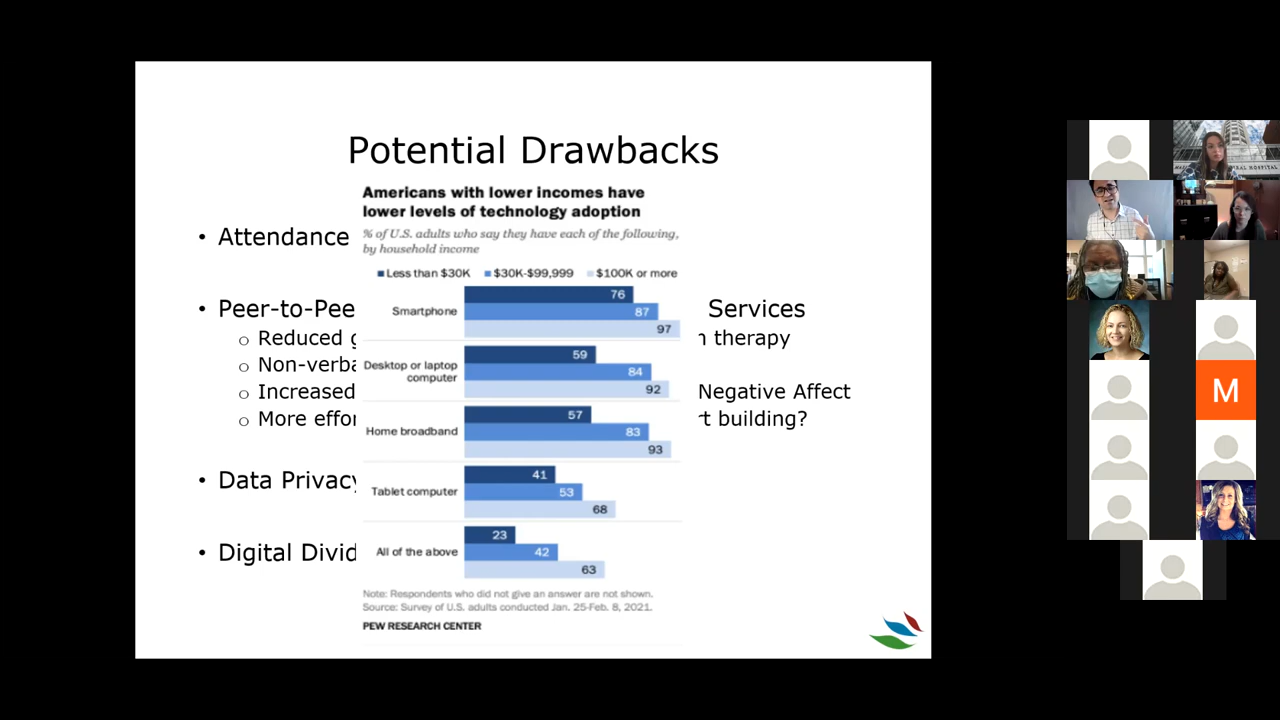 Potential Drawbacks
Americans with lower incomes have
lower levels of technology adoption
% of U.S. adults who say they have each of the following,
by household income
• Attendance
Less than $30K $30K-$99,999 $100K or more
76
• Peer-to-Pee Smartphone 87 Services
97
o Reduced g n therapy
59
o Non-verba Desktop or laptop 84
computer
92
o Increased Negative Affect
57
o More effor rt building?
Home broadband 83
93
41
• Data Privacy Tablet computer 53
68
23
• Digital Divid All of the above 42
63
Note: Respondents who did not give an answer are not shown.
Source: Survey of U.S. adults conducted Jan. 25-Feb. 8, 2021.
PEW RESEARCH CENTER
HOSPITAL
M